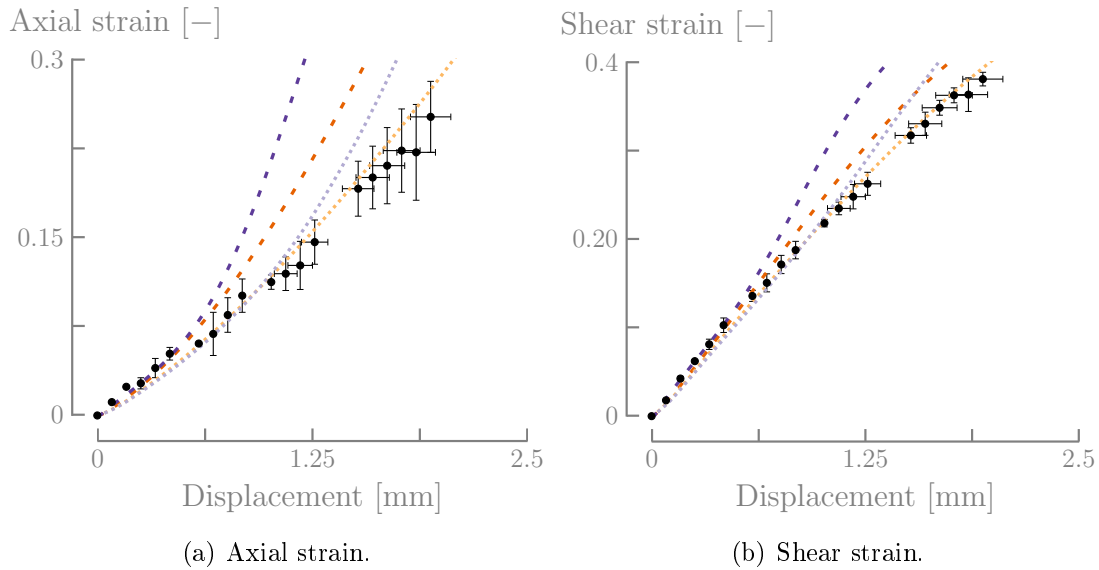 Axial strain [−]
0.3
0.15
0
0
1.25
2.5
Displacement [mm]
(a) Axial strain.
Shear strain [−]
0.4
0.20
0
0
1.25
2.5
Displacement [mm]
(b) Shear strain.